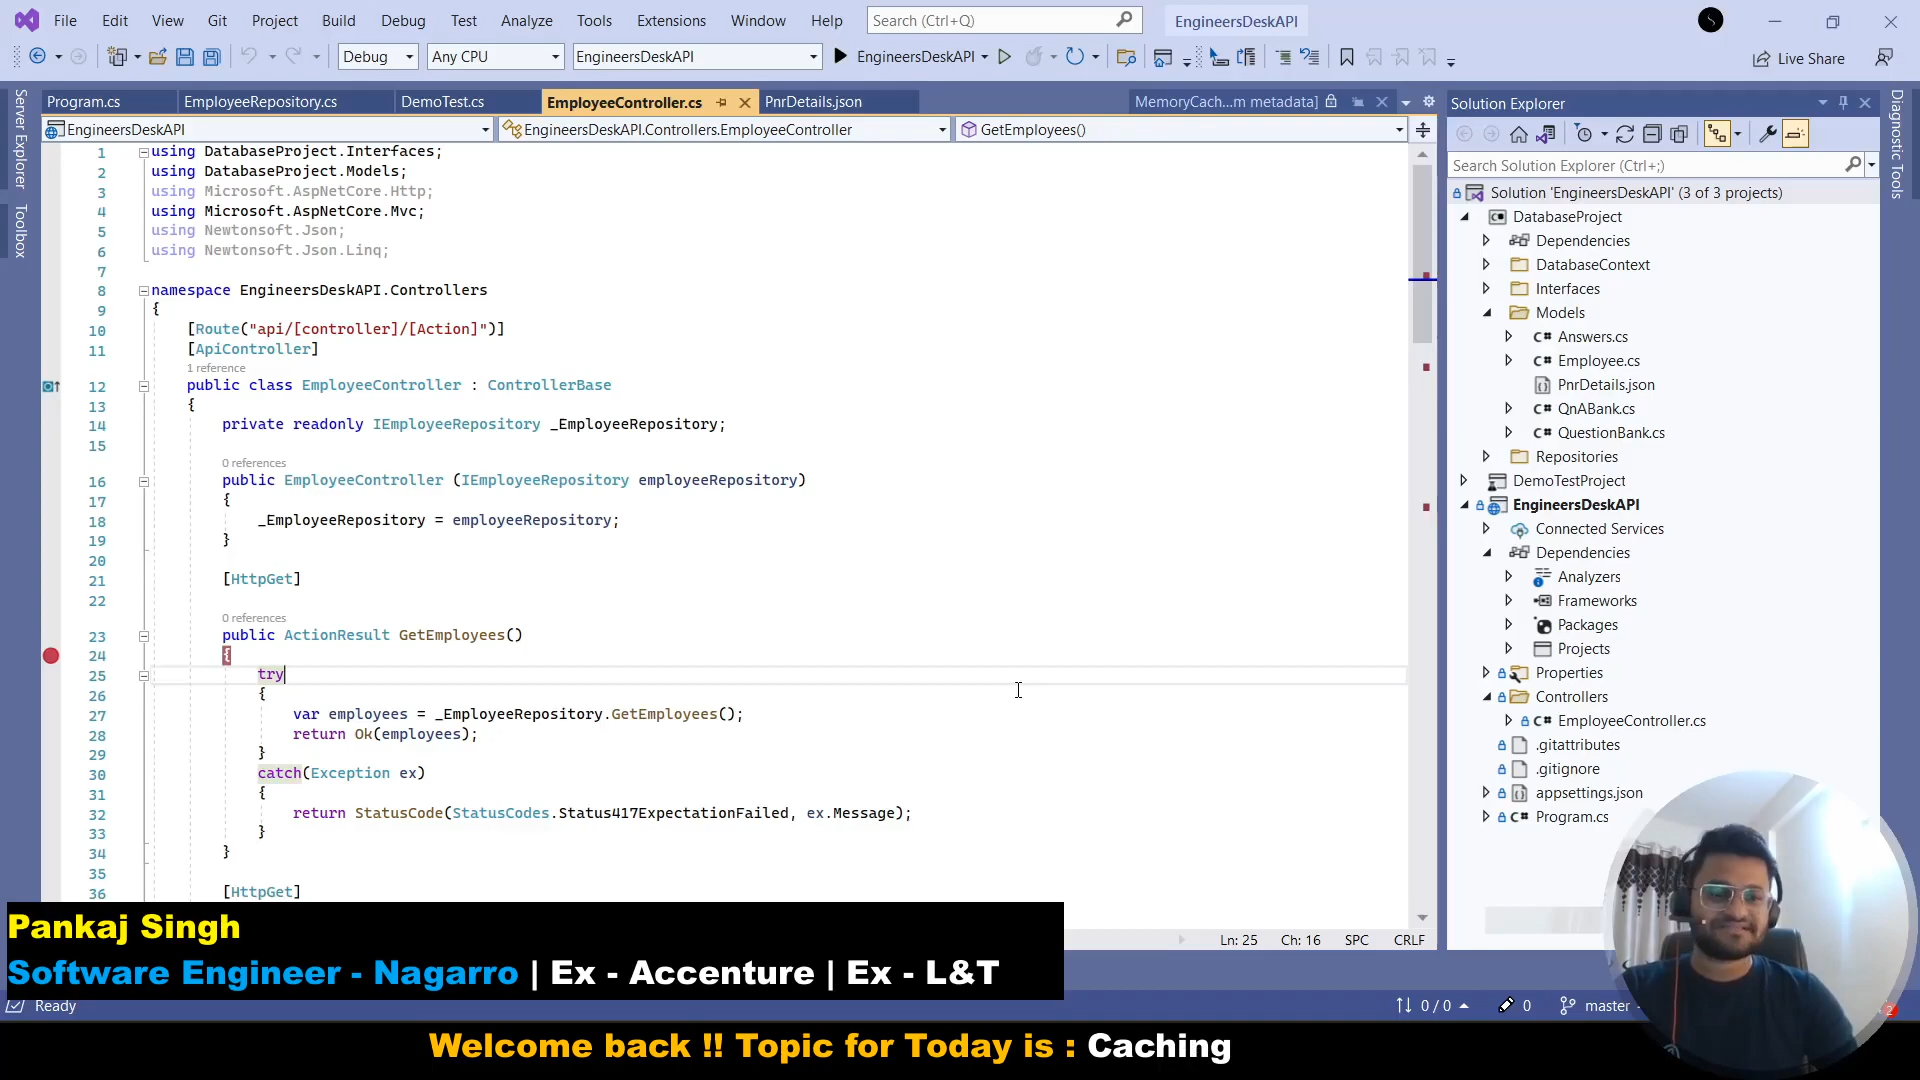 File Edit View Git Project Build Debug Test Analyze Tools Extensions Window Help Search (Ctrl+Q) EngineersDeskAPI
Debug Any CPU EngineersDeskAPI EngineersDeskAPI Live Share
Server Explorer
Toolbox
Program.cs EmployeeRepository.cs DemoTest.cs EmployeeController.cs PnrDetails.json MemoryCach...m metadata]
EngineersDeskAPI EngineersDeskAPI.Controllers.EmployeeController GetEmployees()
1 using DatabaseProject.Interfaces;
2 using DatabaseProject.Models;
3 using Microsoft.AspNetCore.Http;
4 using Microsoft.AspNetCore.Mvc;
5 using Newtonsoft.Json;
6 using Newtonsoft.Json.Linq;
7
8 namespace EngineersDeskAPI.Controllers
9 {
10 [Route("api/[controller]/[Action]")]
11 [ApiController]
1 reference
12 public class EmployeeController : ControllerBase
13 {
14 private readonly IEmployeeRepository _EmployeeRepository;
15
0 references
16 public EmployeeController (IEmployeeRepository employeeRepository)
17 {
18 _EmployeeRepository = employeeRepository;
19 }
20
21 [HttpGet]
22
0 references
23 public ActionResult GetEmployees()
24 {
25 try
26 {
27 var employees = _EmployeeRepository.GetEmployees();
28 return Ok(employees);
29 }
30 catch(Exception ex)
31 {
32 return StatusCode(StatusCodes.Status417ExpectationFailed, ex.Message);
33 }
34 }
35
36 [HttpGet]
Ln: 25 Ch: 16 SPC CRLF
Solution Explorer
Search Solution Explorer (Ctrl+;)
Solution 'EngineersDeskAPI' (3 of 3 projects)
DatabaseProject
Dependencies
DatabaseContext
Interfaces
Models
C# Answers.cs
C# Employee.cs
PnrDetails.json
C# QnABank.cs
C# QuestionBank.cs
Repositories
DemoTestProject
EngineersDeskAPI
Connected Services
Dependencies
Analyzers
Frameworks
Packages
Projects
Properties
Controllers
C# EmployeeController.cs
.gitattributes
.gitignore
appsettings.json
C# Program.cs
Diagnostic Tools
Pankaj Singh
Software Engineer - Nagarro | Ex - Accenture | Ex - L&T
Ready 0 / 0 0 master 2
Welcome back !! Topic for Today is : Caching